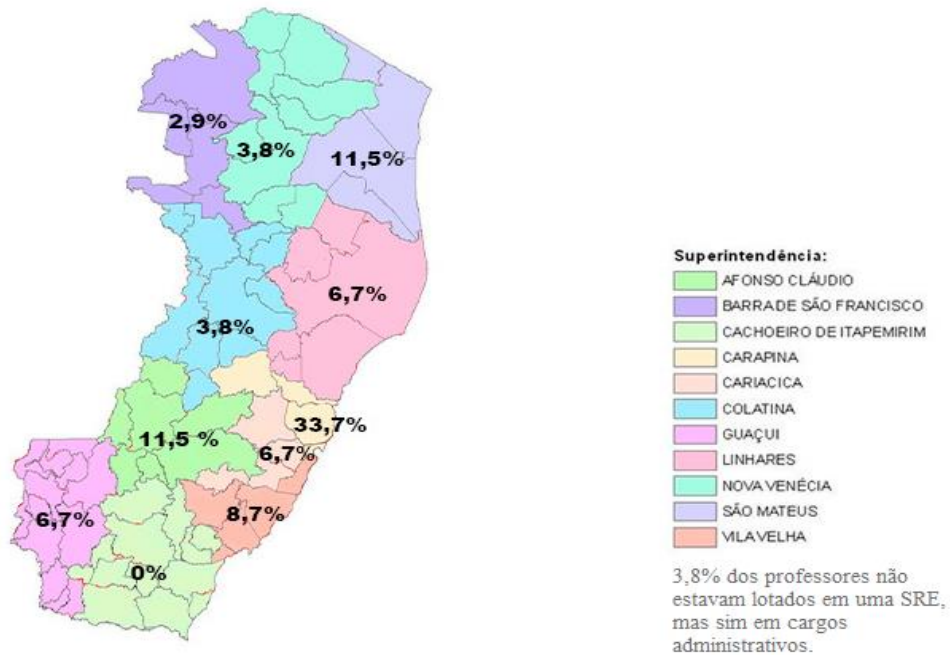 2,9%
3,8%
11,5%
6,7%
3,8%
33,7%
11,5 %
6,7%
8,7%
6,7%
0%
Superintendência:
AFONSO CLÁUDIO
BARRA DE SÃO FRANCISCO
CACHOEIRO DE ITAPEMIRIM
CARAPINA
CARIACICA
COLATINA
GUAÇUI
LINHARES
NOVA VENÉCIA
SÃO MATEUS
VILA VELHA
3,8% dos professores não
estavam lotados em uma SRE,
mas sim em cargos
administrativos.